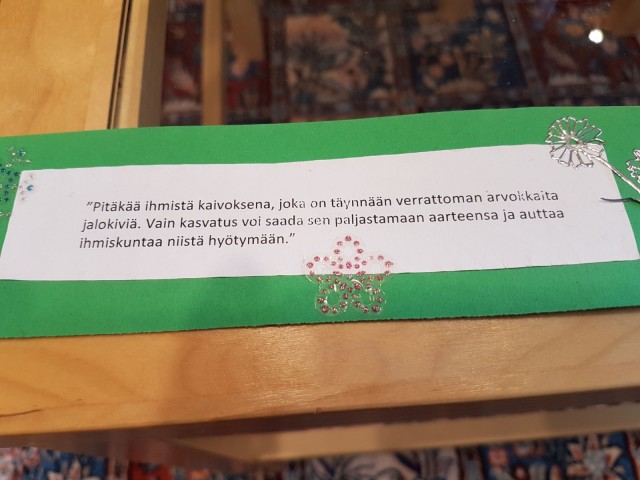 ”Pitäkää ihmistä kaivoksena, joka on täynnään verrattoman arvokkaita
jalokiviä. Vain kasvatus voi saada sen paljastamaan aarteensa ja auttaa
ihmiskuntaa niistä hyötymään.”